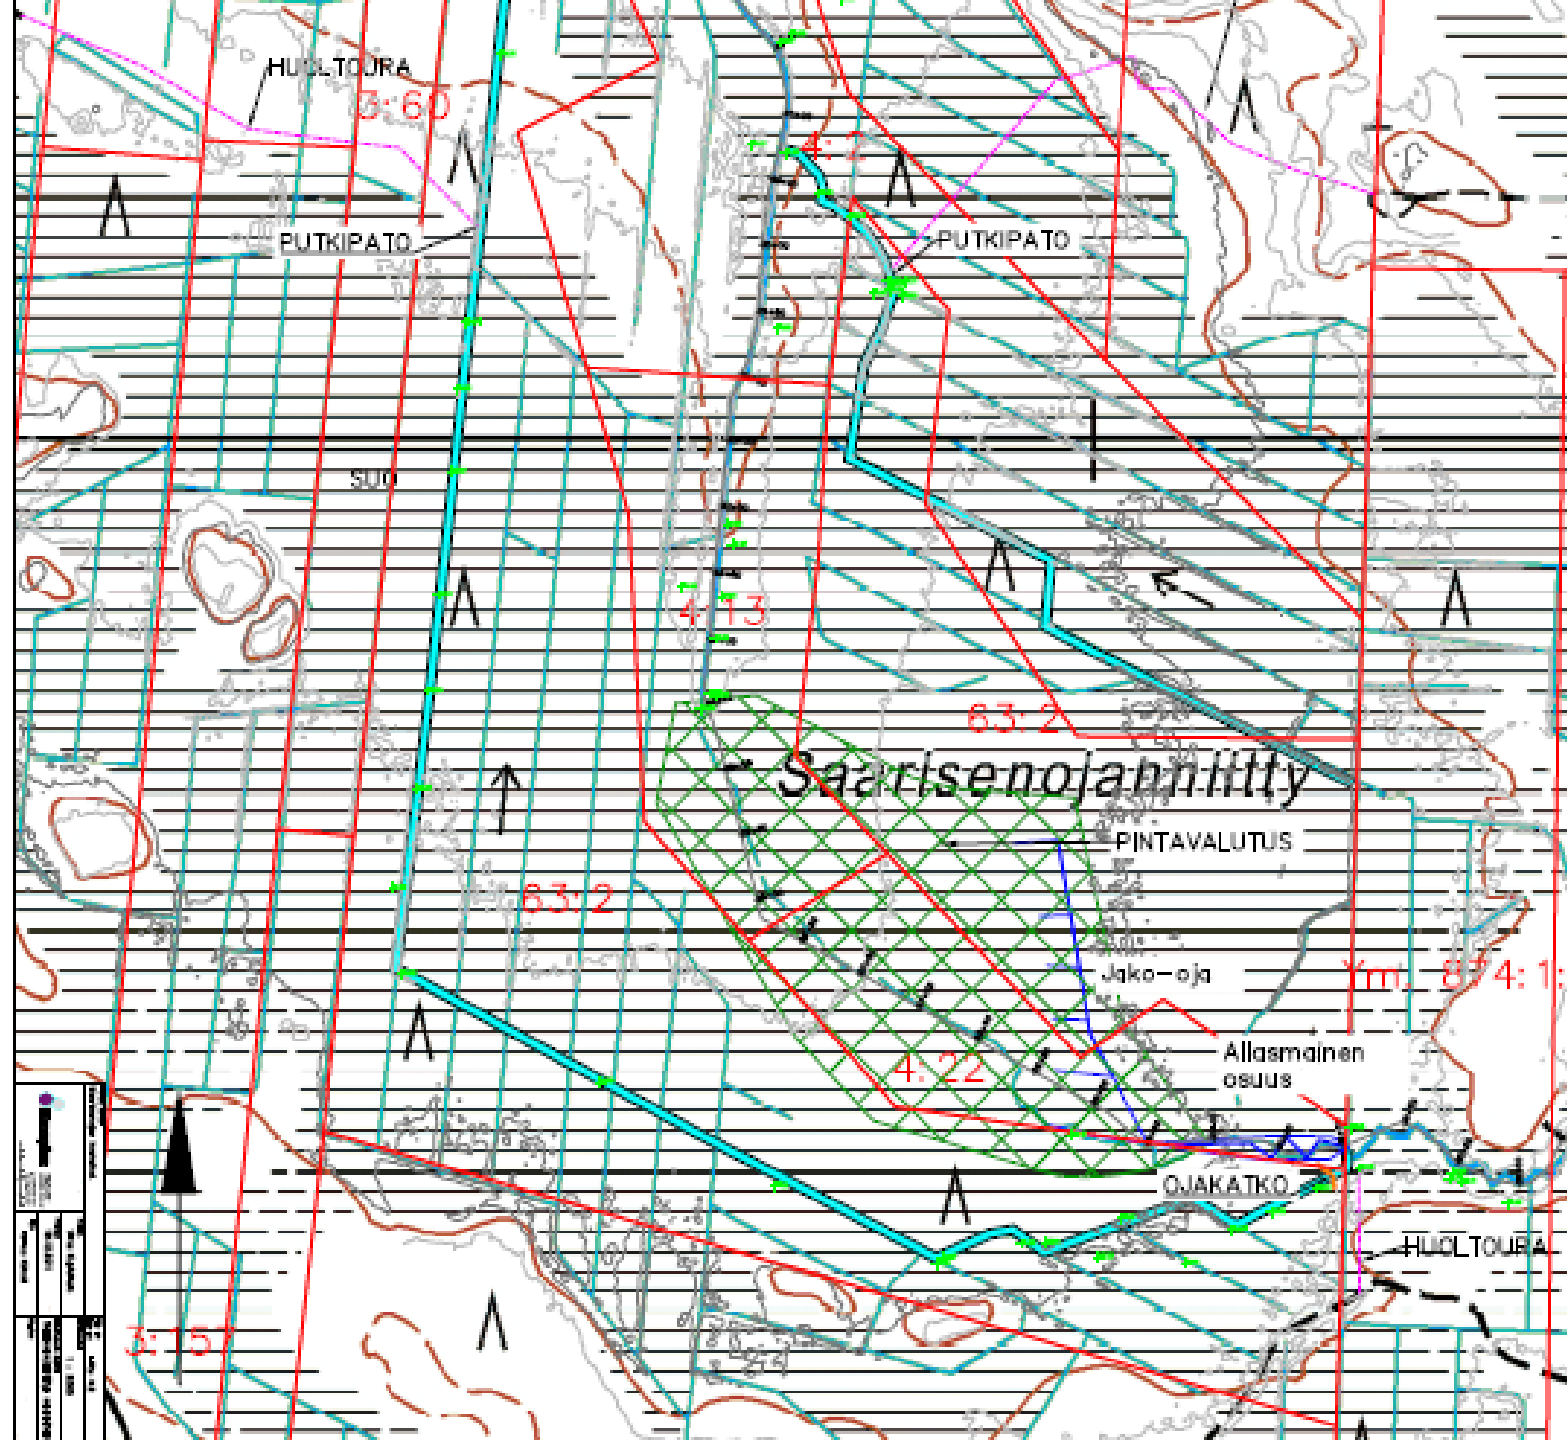 HUOLTOURA
3:60
4:2
PUTKIPATO
PUTKIPATO
SUO
4:13
63:2
Saarisenojanniitty
PINTAVALUTUS
63:2
Jako-oja
Ym. 874:1:
Allasmainen
osuus
4:22
OJAKATKO
HUOLTOURA
3:157